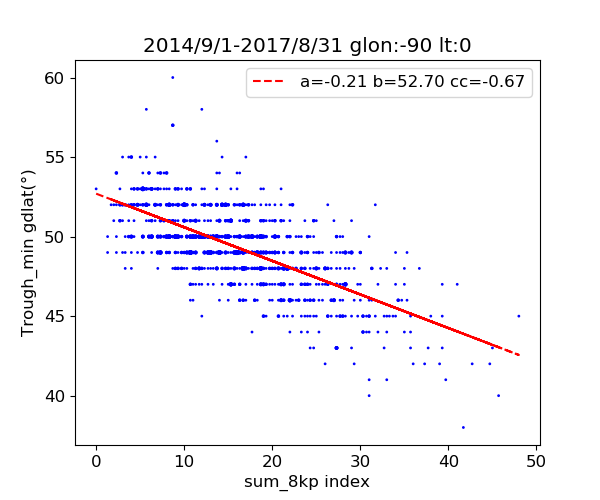 2014/9/1-2017/8/31 glon:-90 lt:0
a=-0.21 b=52.70 cc=-0.67
Trough_min gdlat(°)
60
55
50
45
40
0 10 20 30 40 50
sum_8kp index